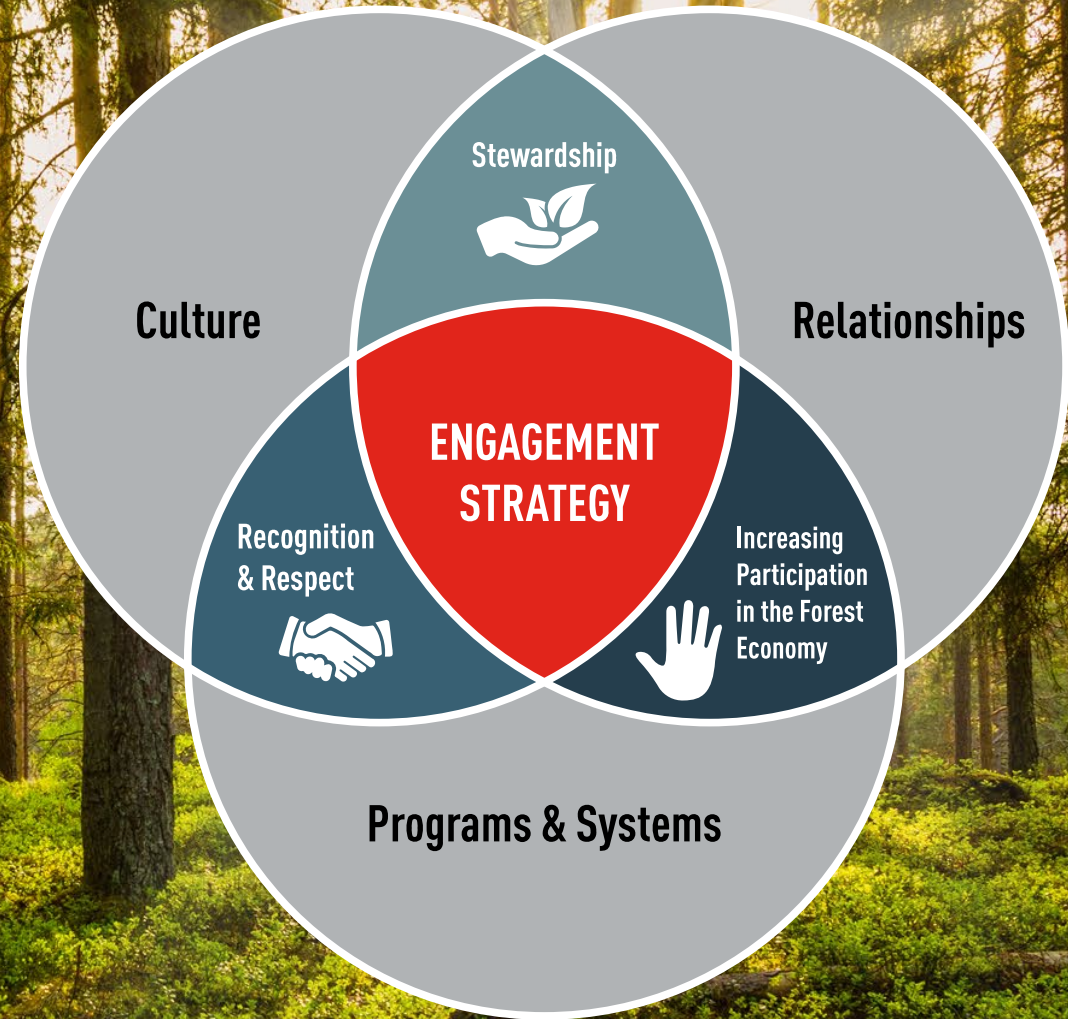 Stewardship
Culture
Relationships
ENGAGEMENT
STRATEGY
Recognition
& Respect
Increasing
Participation
in the Forest
Economy
Programs & Systems